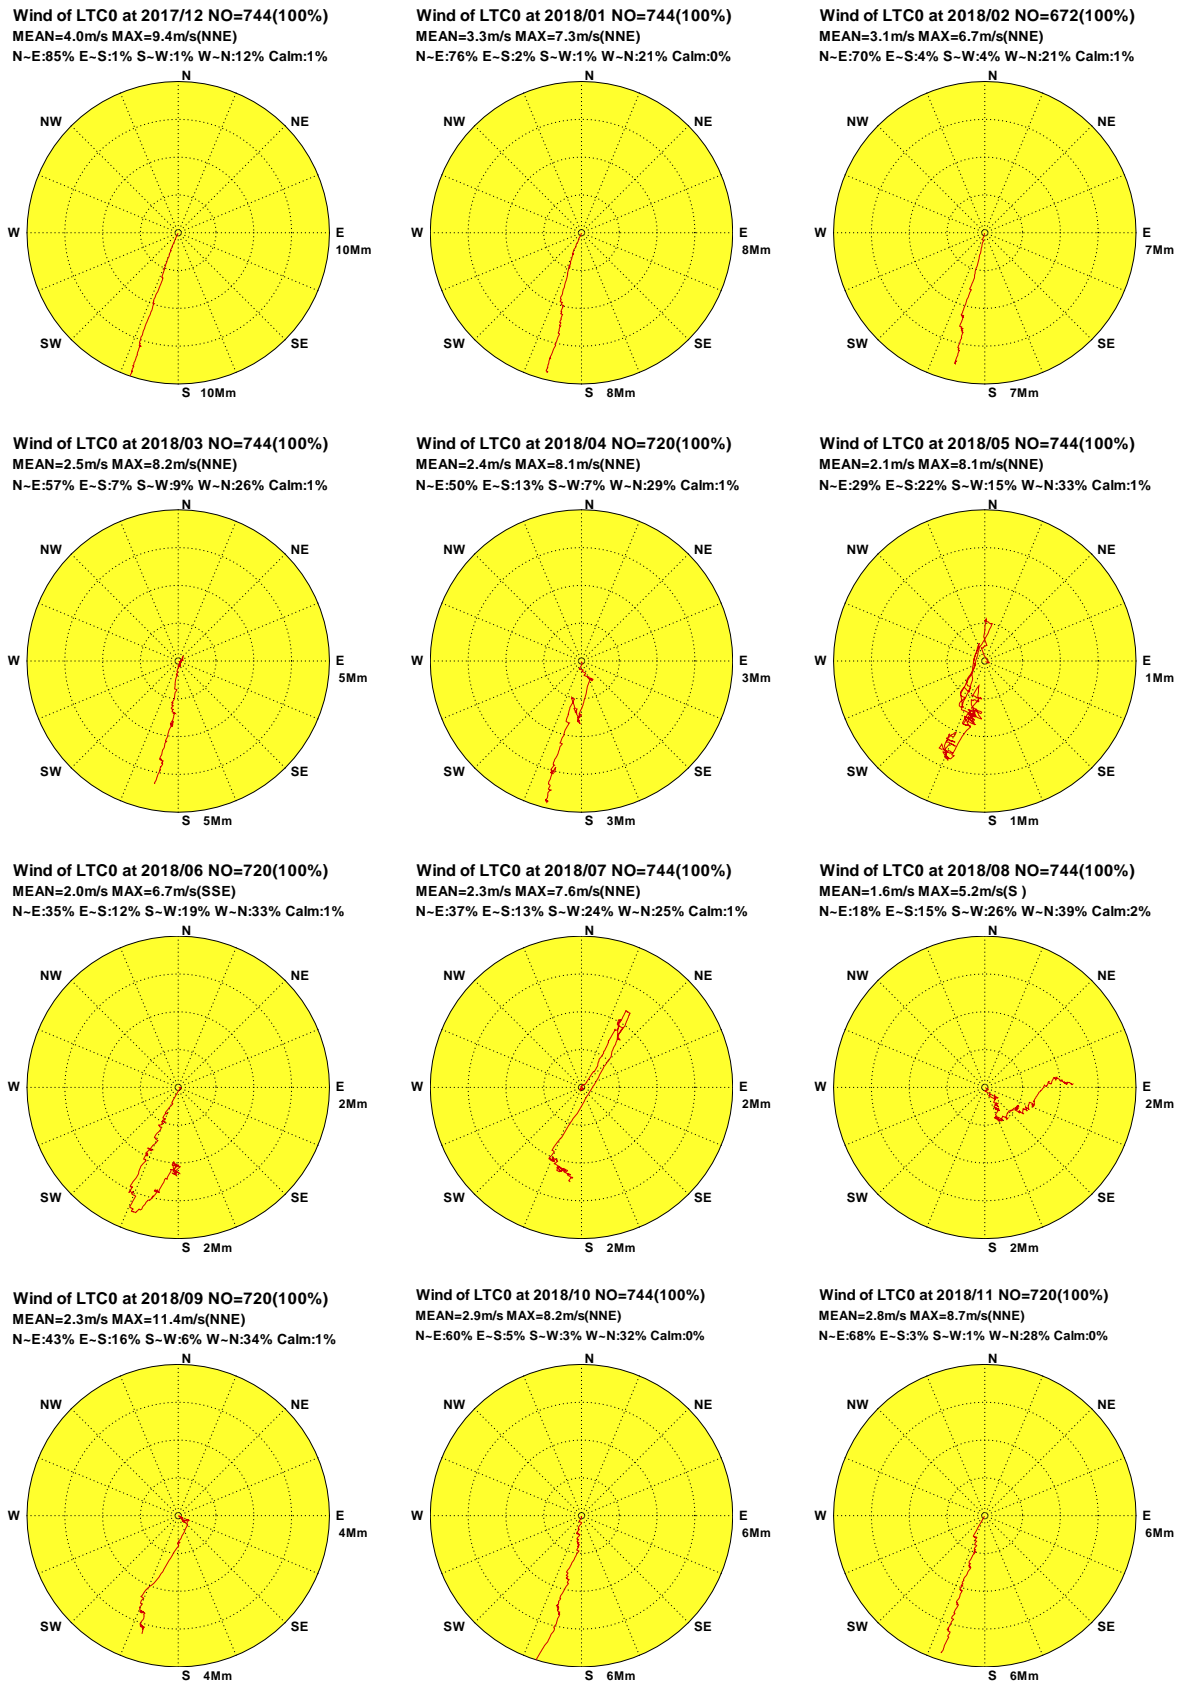 Wind of LTC0 at 2017/12 NO=744(100%)
MEAN=4.0m/s MAX=9.4m/s(NNE)
N~E:85% E~S:1% S~W:1% W~N:12% Calm:1%
N
NW
NE
W
E
10Mm
SW
SE
S 10Mm
Wind of LTC0 at 2018/01 NO=744(100%)
MEAN=3.3m/s MAX=7.3m/s(NNE)
N~E:76% E~S:2% S~W:1% W~N:21% Calm:0%
N
NW
NE
W
E
8Mm
SW
SE
S 8Mm
Wind of LTC0 at 2018/02 NO=672(100%)
MEAN=3.1m/s MAX=6.7m/s(NNE)
N~E:70% E~S:4% S~W:4% W~N:21% Calm:1%
N
NW
NE
W
E
7Mm
SW
SE
S 7Mm
Wind of LTC0 at 2018/03 NO=744(100%)
MEAN=2.5m/s MAX=8.2m/s(NNE)
N~E:57% E~S:7% S~W:9% W~N:26% Calm:1%
N
NW
NE
W
E
5Mm
SW
SE
S 5Mm
Wind of LTC0 at 2018/04 NO=720(100%)
MEAN=2.4m/s MAX=8.1m/s(NNE)
N~E:50% E~S:13% S~W:7% W~N:29% Calm:1%
N
NW
NE
W
E
3Mm
SW
SE
S 3Mm
Wind of LTC0 at 2018/05 NO=744(100%)
MEAN=2.1m/s MAX=8.1m/s(NNE)
N~E:29% E~S:22% S~W:15% W~N:33% Calm:1%
N
NW
NE
W
E
1Mm
SW
SE
S 1Mm
Wind of LTC0 at 2018/06 NO=720(100%)
MEAN=2.0m/s MAX=6.7m/s(SSE)
N~E:35% E~S:12% S~W:19% W~N:33% Calm:1%
N
NW
NE
W
E
2Mm
SW
SE
S 2Mm
Wind of LTC0 at 2018/07 NO=744(100%)
MEAN=2.3m/s MAX=7.6m/s(NNE)
N~E:37% E~S:13% S~W:24% W~N:25% Calm:1%
N
NW
NE
W
E
2Mm
SW
SE
S 2Mm
Wind of LTC0 at 2018/08 NO=744(100%)
MEAN=1.6m/s MAX=5.2m/s(S )
N~E:18% E~S:15% S~W:26% W~N:39% Calm:2%
N
NW
NE
W
E
2Mm
SW
SE
S 2Mm
Wind of LTC0 at 2018/09 NO=720(100%)
MEAN=2.3m/s MAX=11.4m/s(NNE)
N~E:43% E~S:16% S~W:6% W~N:34% Calm:1%
N
NW
NE
W
E
4Mm
SW
SE
S 4Mm
Wind of LTC0 at 2018/10 NO=744(100%)
MEAN=2.9m/s MAX=8.2m/s(NNE)
N~E:60% E~S:5% S~W:3% W~N:32% Calm:0%
N
NW
NE
W
E
6Mm
SW
SE
S 6Mm
Wind of LTC0 at 2018/11 NO=720(100%)
MEAN=2.8m/s MAX=8.7m/s(NNE)
N~E:68% E~S:3% S~W:1% W~N:28% Calm:0%
N
NW
NE
W
E
6Mm
SW
SE
S 6Mm